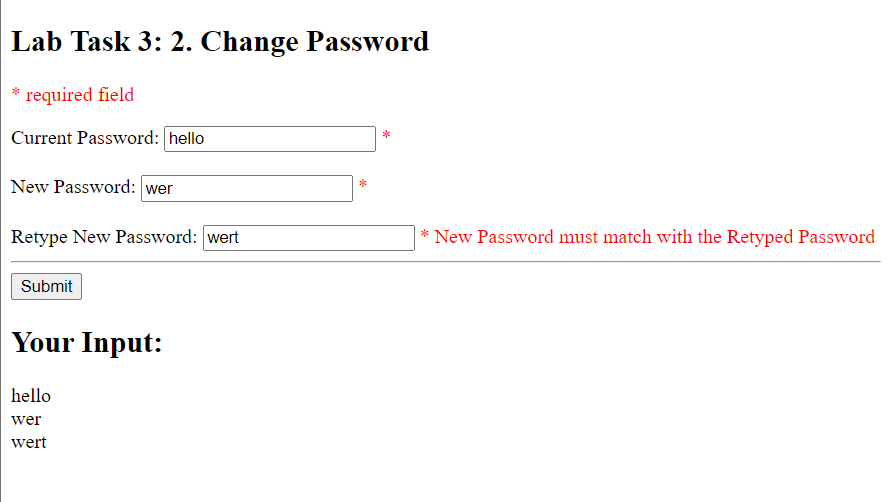 Lab Task 3: 2. Change Password
* required field
Current Password: hello *
New Password: wer *
Retype New Password: wert * New Password must match with the Retyped Password
Submit
Your Input:
hello
wer
wert